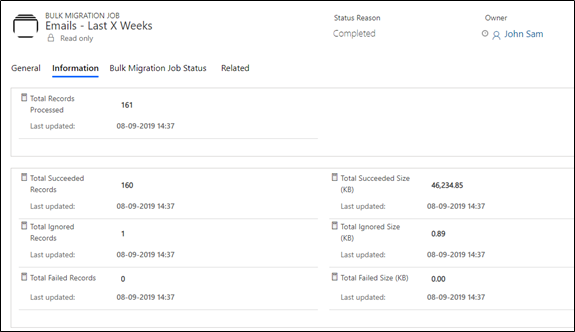 BULK MIGRATION JOB
Emails - Last X Weeks
Read only
Status Reason
Completed
Owner
John Sam
General Information Bulk Migration Job Status Related
Total Records
Processed
161
Last updated: 08-09-2019 14:37
Total Succeeded
Records
160
Last updated: 08-09-2019 14:37
Total Succeeded Size
(KB)
46,234.85
Last updated: 08-09-2019 14:37
Total Ignored
Records
1
Last updated: 08-09-2019 14:37
Total Ignored Size
(KB)
0.89
Last updated: 08-09-2019 14:37
Total Failed Records 0
Last updated: 08-09-2019 14:37
Total Failed Size (KB) 0.00
Last updated: 08-09-2019 14:37